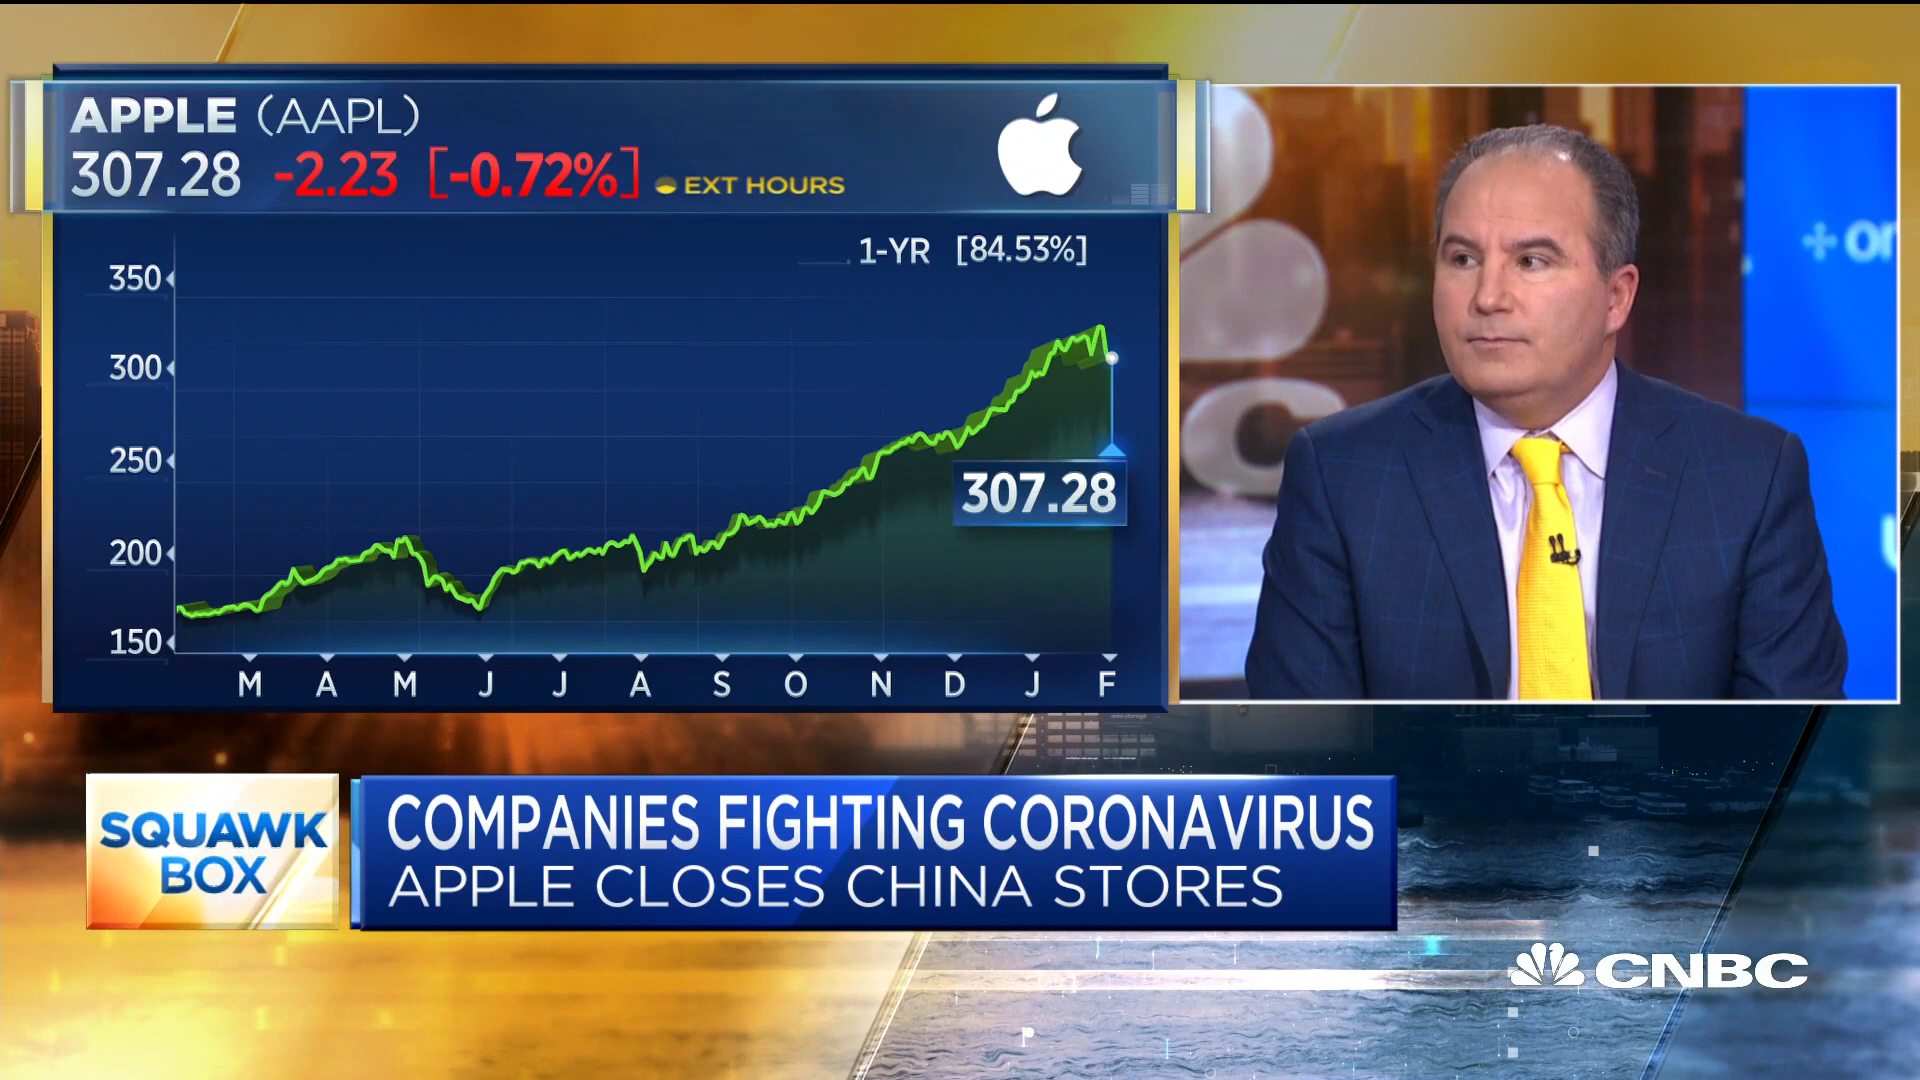 APPLE (AAPL)
307.28 -2.23 [-0.72%] EXT HOURS
1-YR [84.53%]
350
300
250
200
150
307.28
M A M J J A S O N D J F
SQUAWK
BOX
COMPANIES FIGHTING CORONAVIRUS
APPLE CLOSES CHINA STORES
CNBC